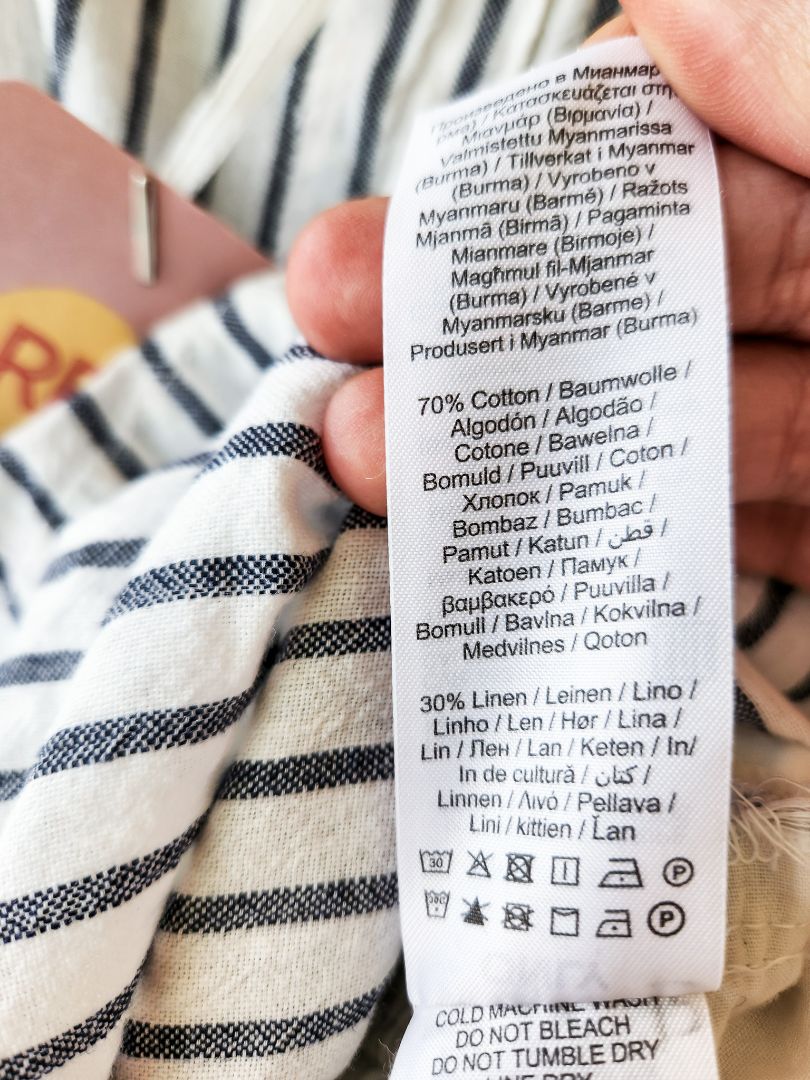 RE
Произведено в Мианмар
/ Κατασκευάζεται στη
Μιανμάρ (Βιρμανία) /
Valmistettu Myanmarissa
(Burma) / Tillverkat i Myanmar
(Burma) / Vyrobeno v
Myanmaru (Barmě) / Ražots
Mjanmā (Birmā) / Pagaminta
Mianmare (Birmoje) /
Magħmul fil-Mjanmar
(Burma) / Vyrobené v
Myanmarsku (Barme) /
Produsert i Myanmar (Burma)
70% Cotton / Baumwolle /
Algodón / Algodão /
Cotone / Bawełna /
Bomuld / Puuvill / Coton /
Хлопок / Pamuk /
Bombaz / Bumbac /
Pamut / Katun / قطن /
Katoen / Памук /
βαμβακερό / Puuvilla /
Bomull / Bavlna / Kokvilna /
Medvilnes / Qoton
30% Linen / Leinen / Lino /
Linho / Len / Hør / Lina /
Lin / Лен / Lan / Keten / In/
In de cultură / كتان /
Linnen / Λινό / Pellava /
Lini / kittien / Ľan
30 P
P
COLD MACHINE WASH
DO NOT BLEACH
DO NOT TUMBLE DRY
LINE DRY